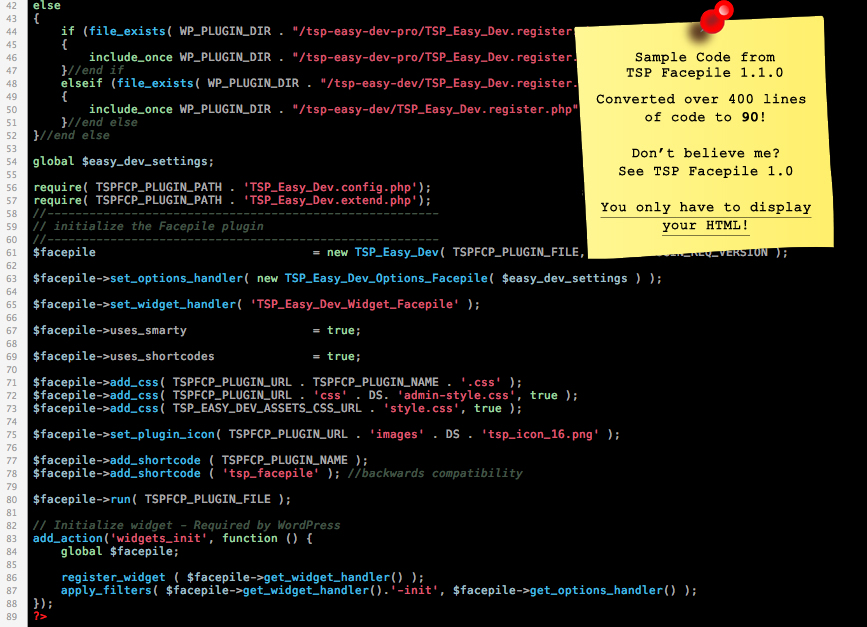 42 else
43 {
44 if (file_exists( WP_PLUGIN_DIR . "/tsp-easy-dev-pro/TSP_Easy_Dev.register
45 {
46 include_once WP_PLUGIN_DIR . "/tsp-easy-dev-pro/TSP_Easy_Dev.register.
47 }//end if
48 elseif (file_exists( WP_PLUGIN_DIR . "/tsp-easy-dev/TSP_Easy_Dev.register.
49 {
50 include_once WP_PLUGIN_DIR . "/tsp-easy-dev/TSP_Easy_Dev.register.php"
51 }//end else
52 }//end else
53
54 global $easy_dev_settings;
55
56 require( TSPFCP_PLUGIN_PATH . 'TSP_Easy_Dev.config.php');
57 require( TSPFCP_PLUGIN_PATH . 'TSP_Easy_Dev.extend.php');
58 //--------------------------------------------------------
59 // initialize the Facepile plugin
60 //--------------------------------------------------------
61 $facepile = new TSP_Easy_Dev( TSPFCP_PLUGIN_FILE, _REQ_VERSION );
62
63 $facepile->set_options_handler( new TSP_Easy_Dev_Options_Facepile( $easy_dev_settings ) );
64
65 $facepile->set_widget_handler( 'TSP_Easy_Dev_Widget_Facepile' );
66
67 $facepile->uses_smarty = true;
68
69 $facepile->uses_shortcodes = true;
70
71 $facepile->add_css( TSPFCP_PLUGIN_URL . TSPFCP_PLUGIN_NAME . '.css' );
72 $facepile->add_css( TSPFCP_PLUGIN_URL . 'css' . DS. 'admin-style.css', true );
73 $facepile->add_css( TSP_EASY_DEV_ASSETS_CSS_URL . 'style.css', true );
74
75 $facepile->set_plugin_icon( TSPFCP_PLUGIN_URL . 'images' . DS . 'tsp_icon_16.png' );
76
77 $facepile->add_shortcode ( TSPFCP_PLUGIN_NAME );
78 $facepile->add_shortcode ( 'tsp_facepile' ); //backwards compatibility
79
80 $facepile->run( TSPFCP_PLUGIN_FILE );
81
82 // Initialize widget - Required by WordPress
83 add_action('widgets_init', function () {
84 global $facepile;
85
86 register_widget ( $facepile->get_widget_handler() );
87 apply_filters( $facepile->get_widget_handler().'-init', $facepile->get_options_handler() );
88 });
89 ?>
Sample Code from
TSP Facepile 1.1.0
Converted over 400 lines
of code to 90!
Don't believe me?
See TSP Facepile 1.0
You only have to display
your HTML!